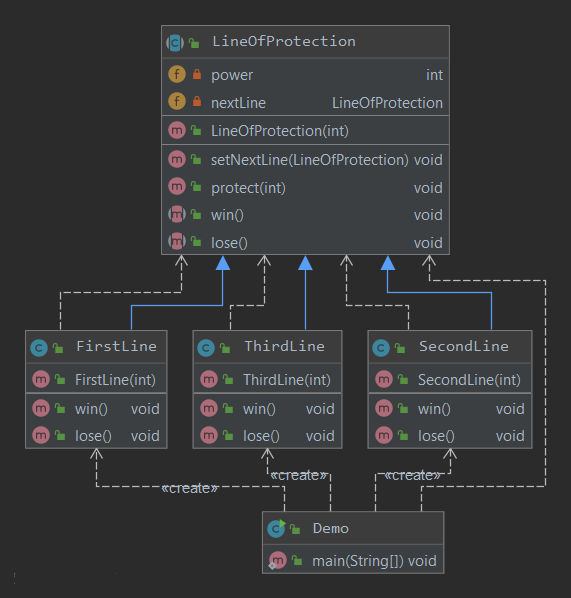 LineOfProtection
power int
nextLine LineOfProtection
LineOfProtection(int)
setNextLine(LineOfProtection) void
protect(int) void
win() void
lose() void
FirstLine
FirstLine(int)
win() void
lose() void
ThirdLine
ThirdLine(int)
win() void
lose() void
SecondLine
SecondLine(int)
win() void
lose() void
«create»
«create»
«create»
Demo
main(String[]) void